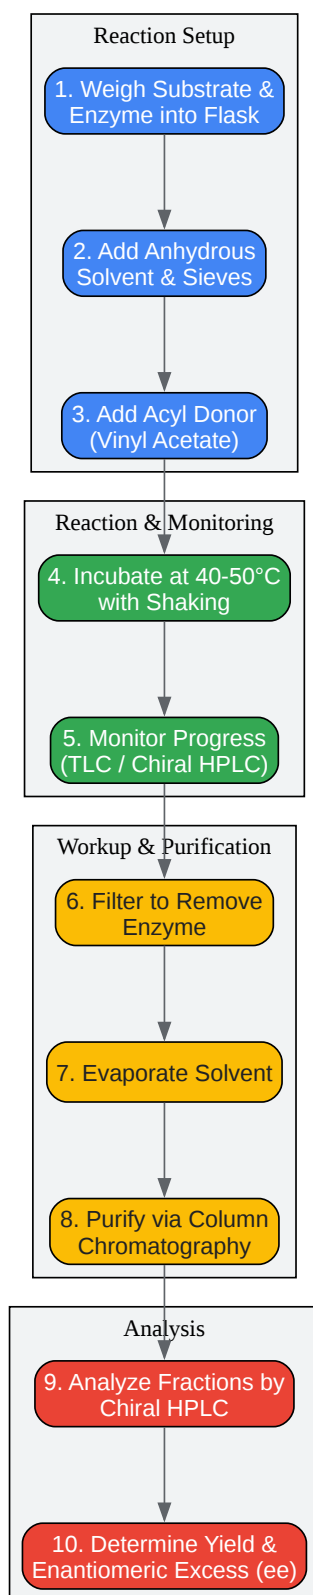 Reaction Setup
1. Weigh Substrate &
Enzyme into Flask
2. Add Anhydrous
Solvent & Sieves
3. Add Acyl Donor
(Vinyl Acetate)
Reaction & Monitoring
4. Incubate at 40-50°C
with Shaking
5. Monitor Progress
(TLC / Chiral HPLC)
Workup & Purification
6. Filter to Remove
Enzyme
7. Evaporate Solvent
8. Purify via Column
Chromatography
Analysis
9. Analyze Fractions by
Chiral HPLC
10. Determine Yield &
Enantiomeric Excess (ee)